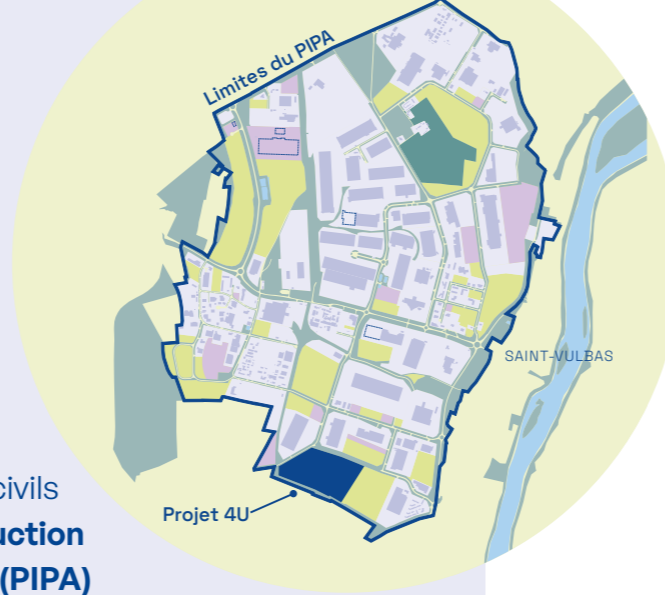 Limites du PIPA
SAINT-VULBAS
Projet 4U
civils
uction
(PIPA)